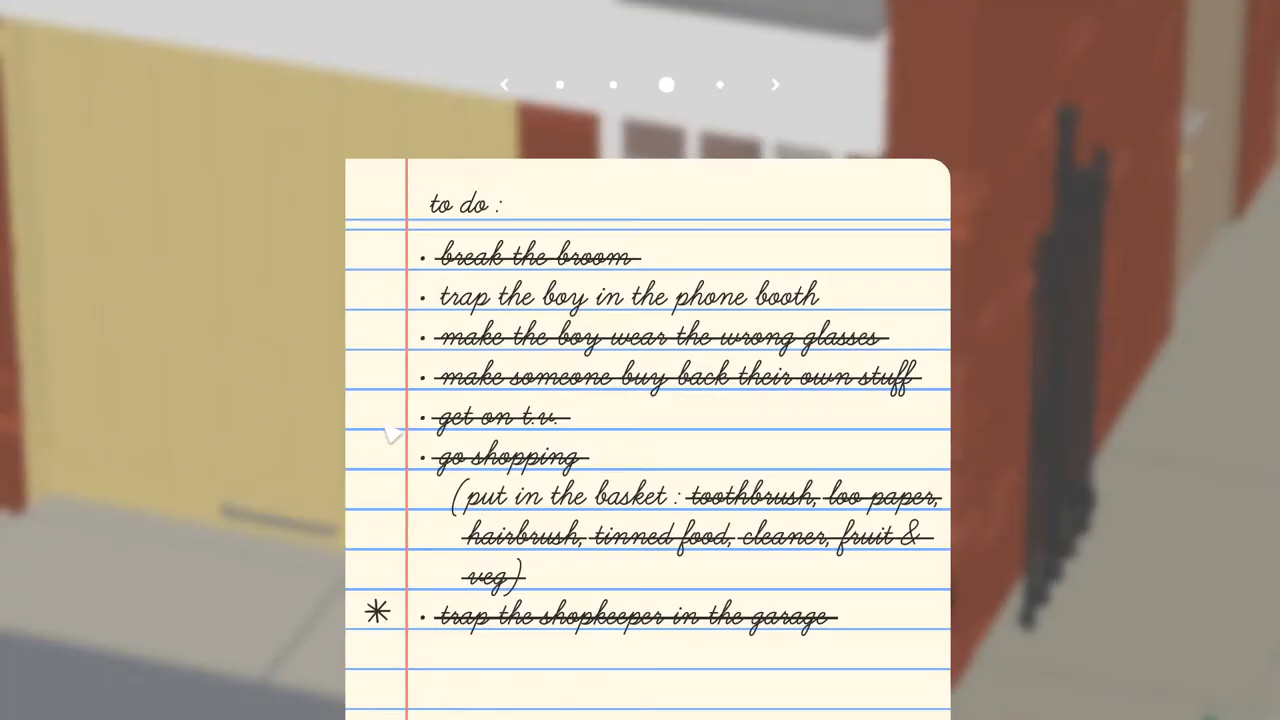 to do :
• break the broom
• trap the boy in the phone booth
• make the boy wear the wrong glasses
• make someone buy back their own stuff
• get on t.v.
• go shopping
(put in the basket : toothbrush, loo paper,
hairbrush, tinned food, cleaner, fruit &
veg)
• trap the shopkeeper in the garage